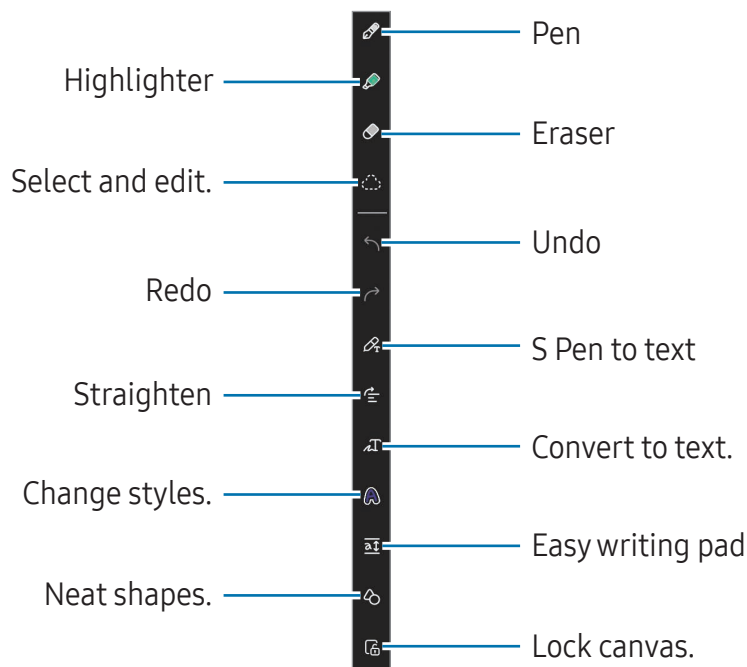 Pen
Highlighter
Eraser
Select and edit.
Undo
Redo
S Pen to text
Straighten
Convert to text.
Change styles.
Easy writing pad
Neat shapes.
Lock canvas.